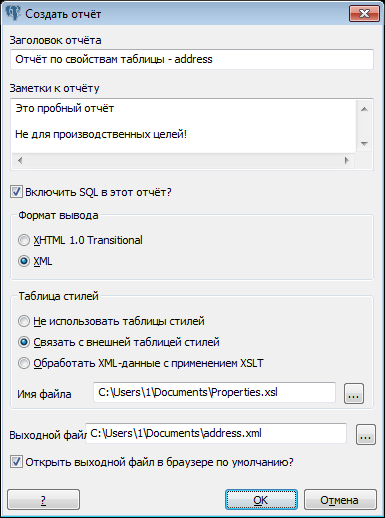 Создать отчёт
Заголовок отчёта
Отчёт по свойствам таблицы - address
Заметки к отчёту
Это пробный отчёт
Не для производственных целей!
Включить SQL в этот отчёт?
Формат вывода
XHTML 1.0 Transitional
XML
Таблица стилей
Не использовать таблицы стилей
Связать с внешней таблицей стилей
Обработать XML-данные с применением XSLT
Имя файла C:\Users\1\Documents\Properties.xsl ...
Выходной файл C:\Users\1\Documents\address.xml ...
Открыть выходной файл в браузере по умолчанию?
? OK Отмена